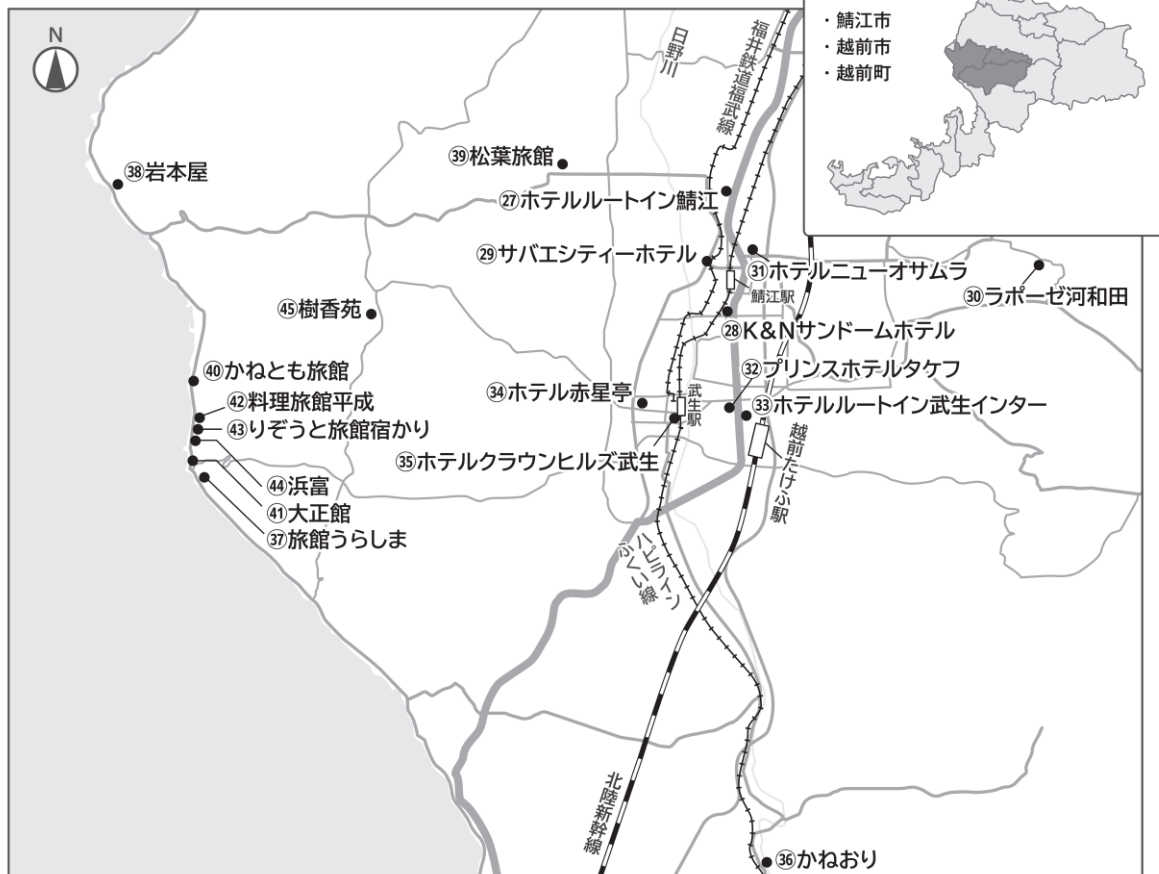 N
・鯖江市
・越前市
・越前町
日野川
福井鉄道福武線
㊳岩本屋
㊴松葉旅館
㉗ホテルルートイン鯖江
㉙サバエシティーホテル
㉛ホテルニューオサムラ
鯖江駅
㉚ラポーゼ河和田
㊺樹香苑
㉘K&Nサンドームホテル
㊵かねとも旅館
㉜プリンスホテルタケフ
㉞ホテル赤星亭
武生駅
㊷料理旅館平成
㉝ホテルルートイン武生インター
㊸りぞうと旅館宿かり
㉟ホテルクラウンヒルズ武生
越前たけふ駅
㊹浜富
㊶大正館
㊲旅館うらしま
ハピライン
ふくい線
北陸新幹線
㊱かねおり